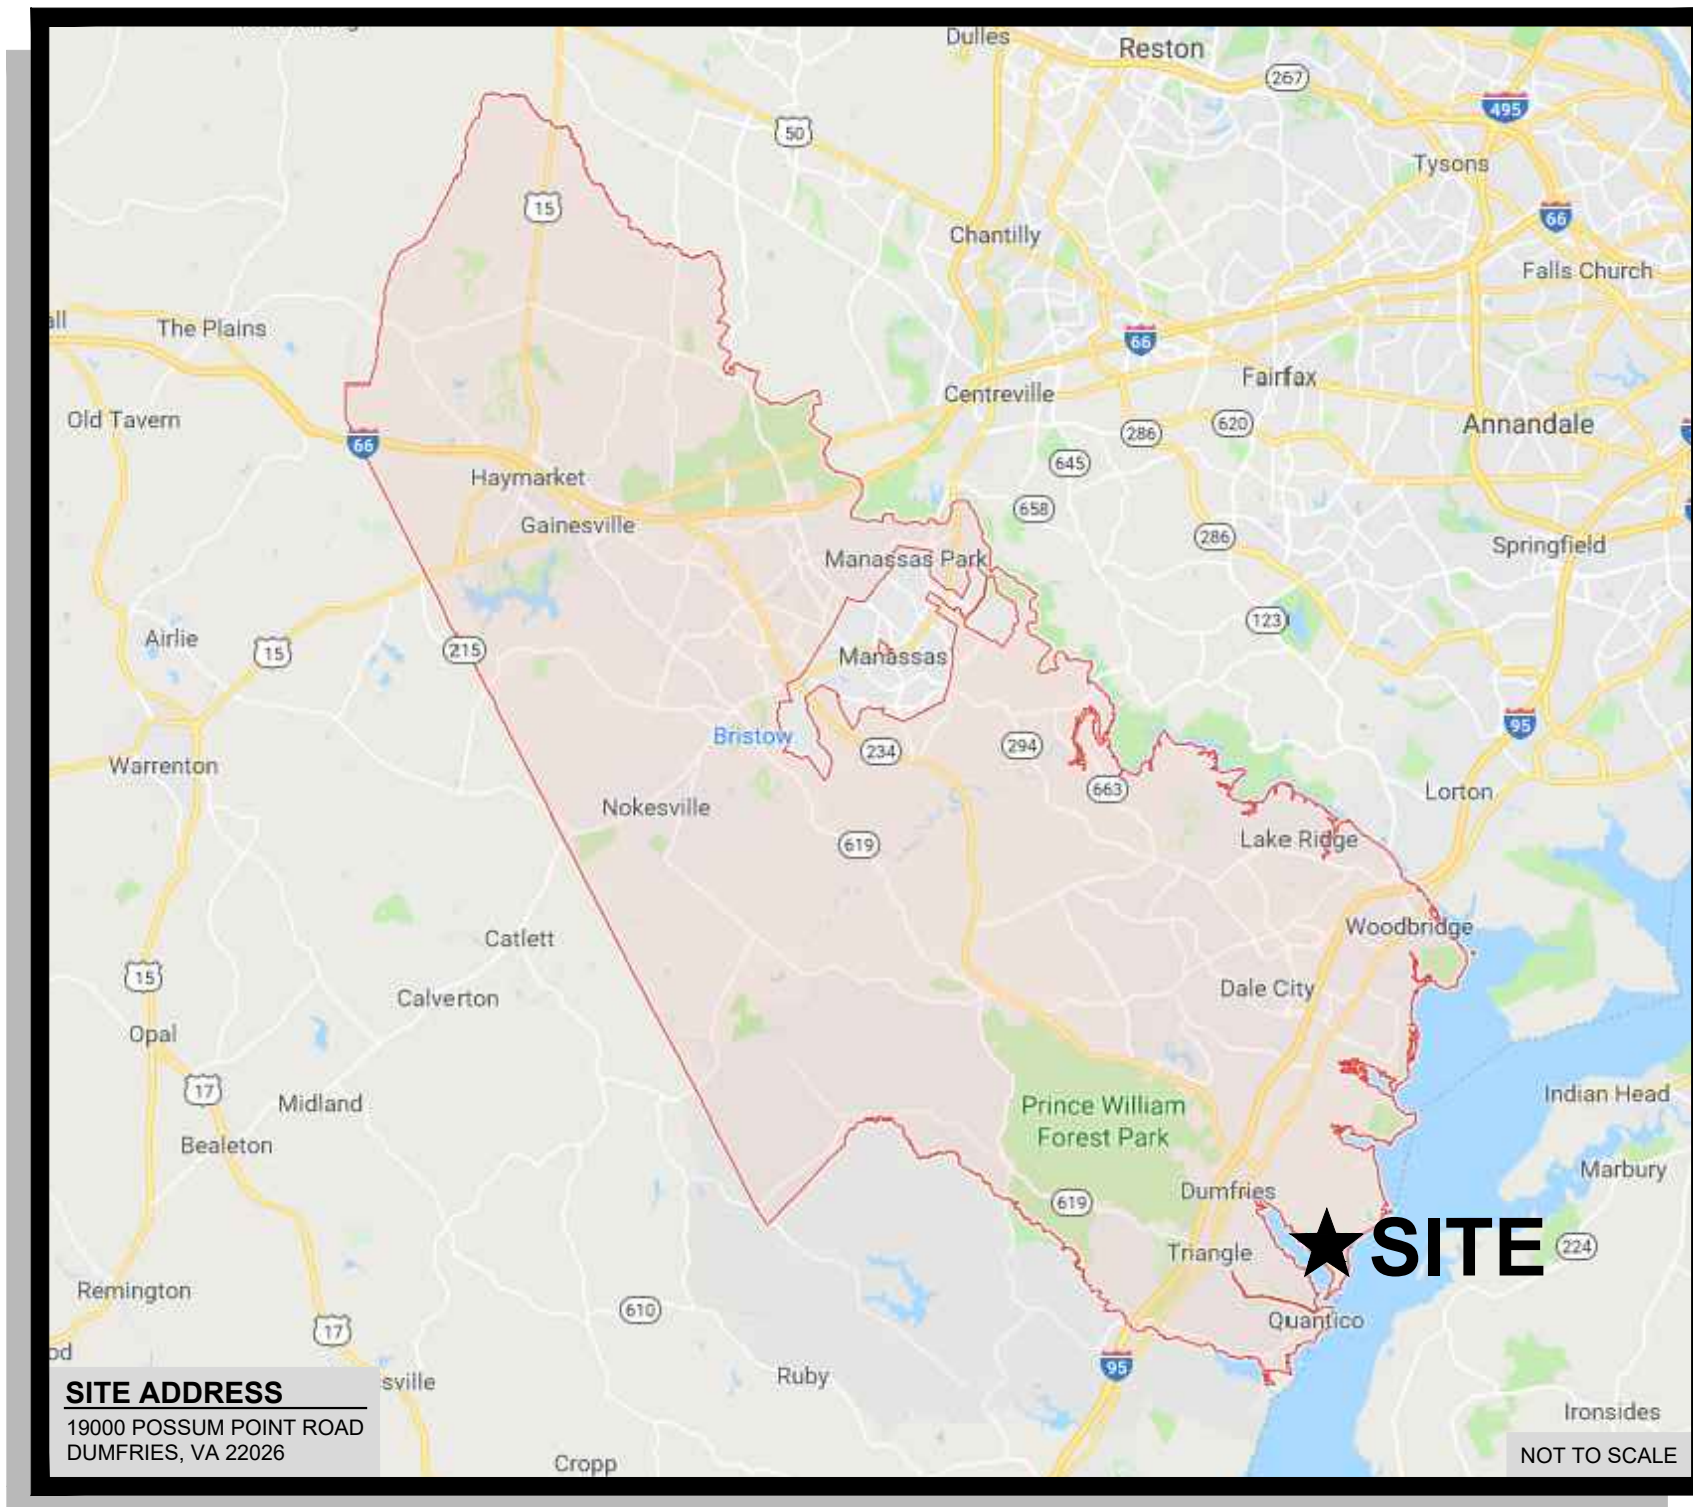 Dulles
Reston
267
495
50
Tysons
15
66
Chantilly
Falls Church
all
The Plains
66
Fairfax
Centreville
Old Tavern
286
620
Annandale
66
645
Haymarket
658
Gainesville
286
Springfield
Manassas Park
123
Airlie
15
215
Manassas
95
Bristow
234
294
Warrenton
663
Lorton
Nokesville
619
Lake Ridge
Woodbridge
Catlett
15
Dale City
Calverton
Opal
17
Indian Head
Midland
Prince William
Forest Park
Bealeton
Marbury
Dumfries
619
SITE
224
Triangle
Remington
610
Quantico
17
od
95
Ruby
sville
SITE ADDRESS
19000 POSSUM POINT ROAD
DUMFRIES, VA 22026
Ironsides
NOT TO SCALE
Cropp